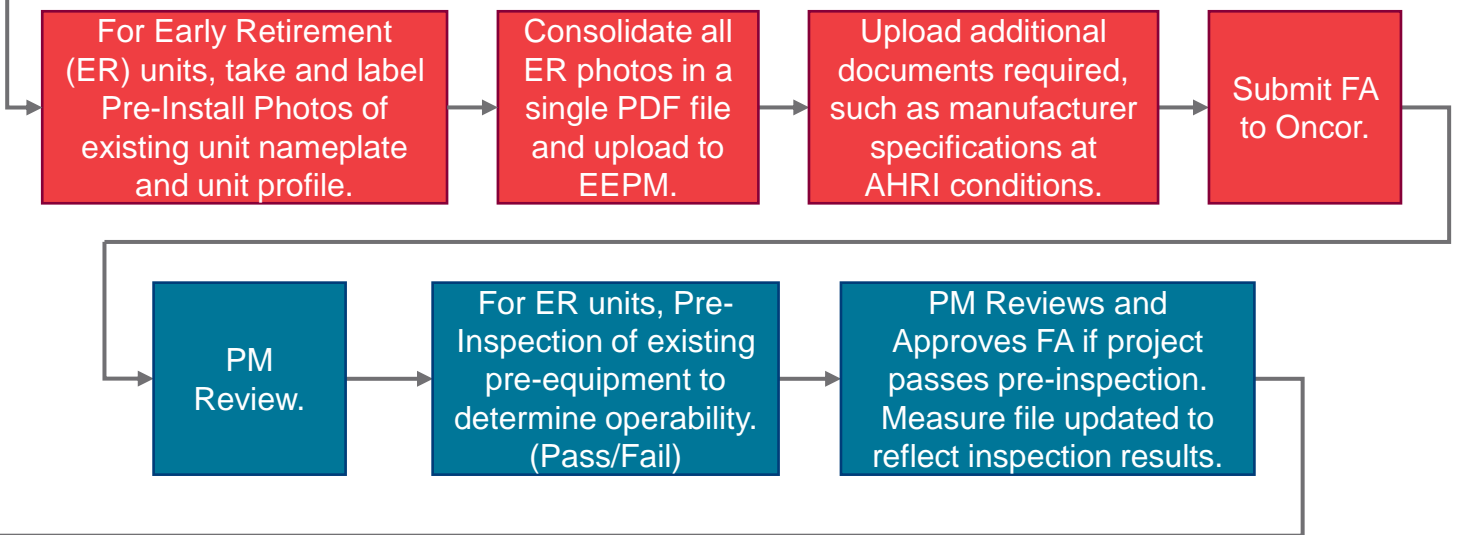 For Early Retirement
(ER) units, take and label
Pre-Install Photos of
existing unit nameplate
and unit profile.
Consolidate all
ER photos in a
single PDF file
and upload to
EEPM.
Upload additional
documents required,
such as manufacturer
specifications at
AHRI conditions.
Submit FA
to Oncor.
PM
Review.
For ER units, Pre-
Inspection of existing
pre-equipment to
determine operability.
(Pass/Fail)
PM Reviews and
Approves FA if project
passes pre-inspection.
Measure file updated to
reflect inspection results.